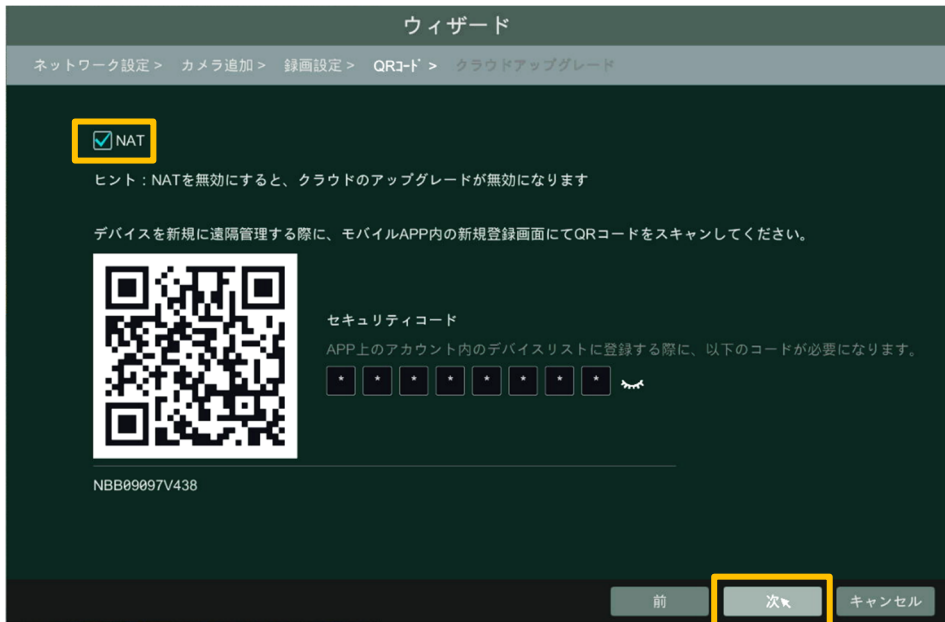 ウィザード
ネットワーク設定 > カメラ追加 > 録画設定 > QRコード > クラウドアップグレード
NAT
ヒント：NATを無効にすると、クラウドのアップグレードが無効になります
デバイスを新規に遠隔管理する際に、モバイルAPP内の新規登録画面にてQRコードをスキャンしてください。
セキュリティコード
APP上のアカウント内のデバイスリストに登録する際に、以下のコードが必要になります。
* * * * * * * *
NBB09097V438
前 次 キャンセル